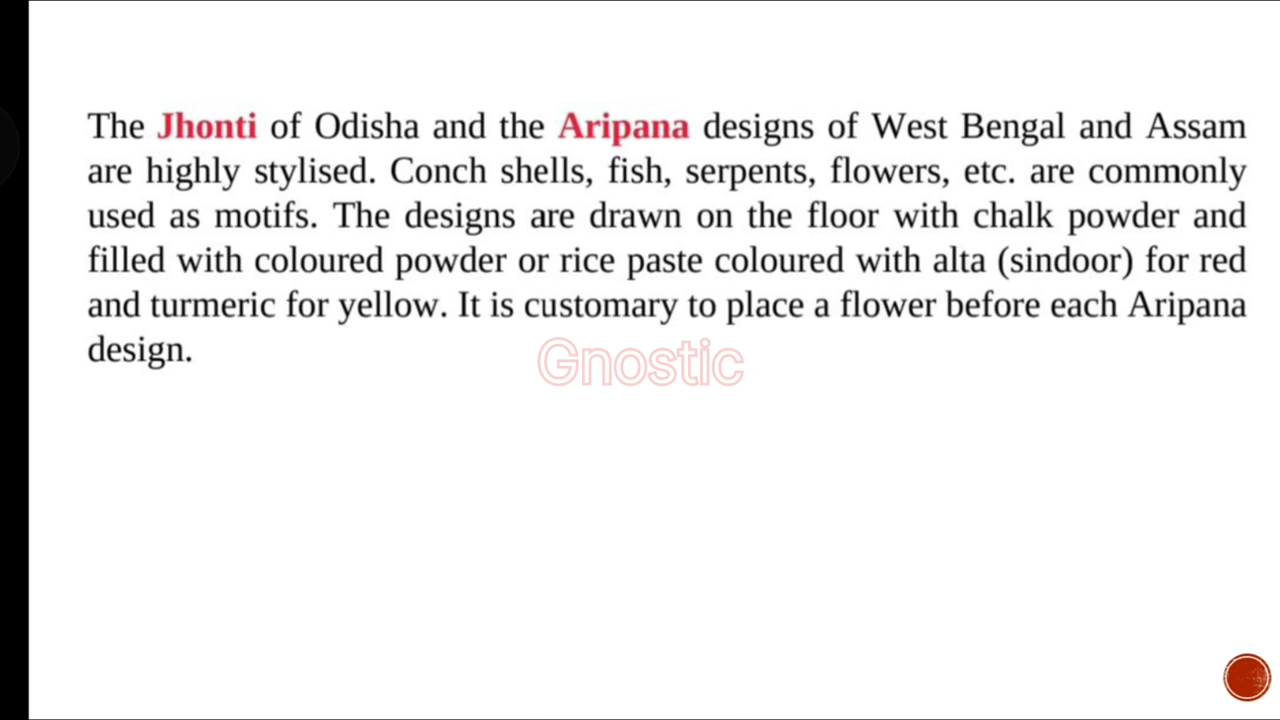 The Jhonti of Odisha and the Aripana designs of West Bengal and Assam
are highly stylised. Conch shells, fish, serpents, flowers, etc. are commonly
used as motifs. The designs are drawn on the floor with chalk powder and
filled with coloured powder or rice paste coloured with alta (sindoor) for red
and turmeric for yellow. It is customary to place a flower before each Aripana
design.
Gnostic